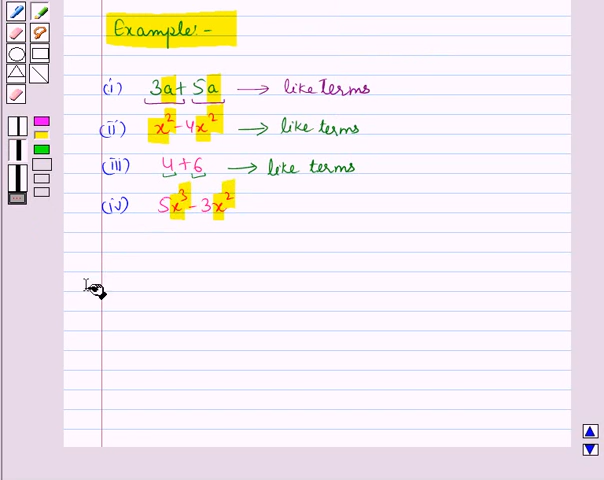 Example:-
(i) 3a + 5a → like terms
(ii) x² - 4x² → like terms
(iii) 4 + 6 → like terms
(iv) 5x³ - 3x²